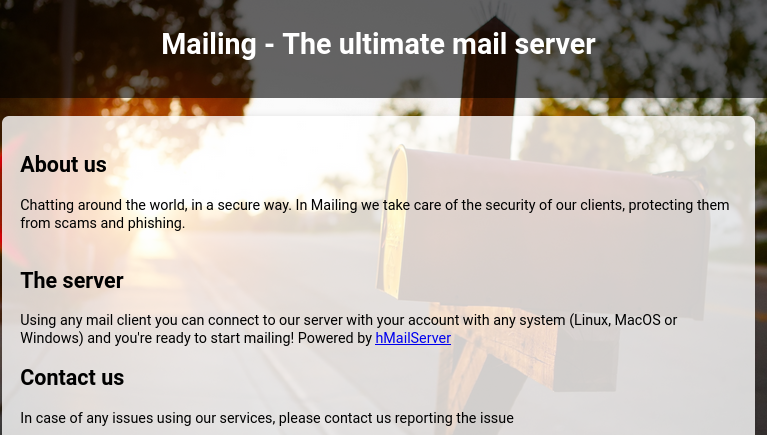 Mailing - The ultimate mail server
About us
Chatting around the world, in a secure way. In Mailing we take care of the security of our clients, protecting them
from scams and phishing.
The server
Using any mail client you can connect to our server with your account with any system (Linux, MacOS or
Windows) and you're ready to start mailing! Powered by hMailServer
Contact us
In case of any issues using our services, please contact us reporting the issue